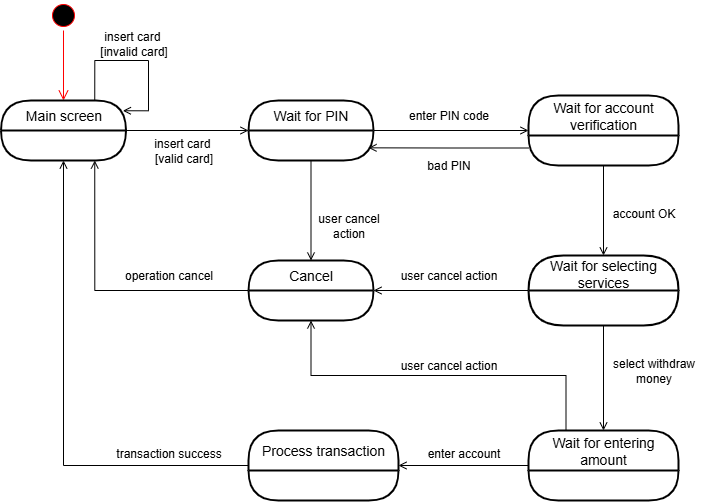 insert card
[invalid card]
Main screen
insert card
[valid card]
Wait for PIN
enter PIN code
bad PIN
Wait for account
verification
user cancel
action
account OK
operation cancel
Cancel
user cancel action
Wait for selecting
services
user cancel action
select withdraw
money
transaction success
Process transaction
enter account
Wait for entering
amount